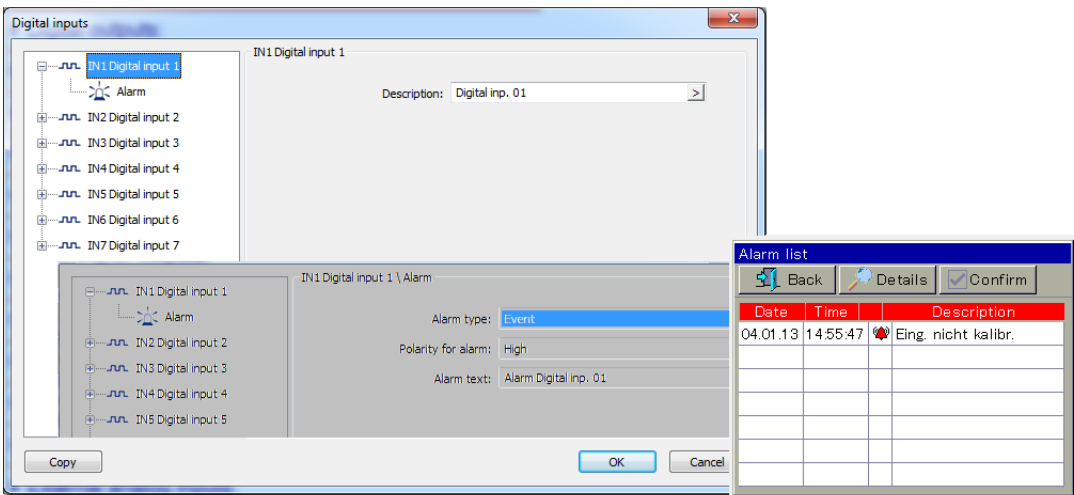 Digital inputs
IN1 Digital input 1
Alarm
IN2 Digital input 2
IN3 Digital input 3
IN4 Digital input 4
IN5 Digital input 5
IN6 Digital input 6
IN7 Digital input 7
IN1 Digital input 1
Description: Digital inp. 01 >
IN1 Digital input 1
Alarm
IN2 Digital input 2
IN3 Digital input 3
IN4 Digital input 4
IN5 Digital input 5
IN1 Digital input 1 \ Alarm
Alarm type: Event
Polarity for alarm: High
Alarm text: Alarm Digital inp. 01
Copy OK Cancel
Alarm list
Back Details Confirm
Date Time Description
04.01.13 14:55:47 Eing. nicht kalibr.